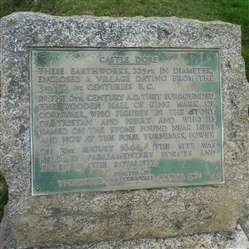 CASTLE DORE
THESE EARTHWORKS, 225 FT. IN DIAMETER,
ENCLOSED A VILLAGE DATING FROM THE
3RD TO 1ST CENTURIES B.C.
IN THE 6TH CENTURY A.D. THEY SURROUNDED
THE WOODEN HALL OF KING MARK OF
CORNWALL, WHO FIGURES IN THE STORY
OF TRISTAN AND ISEULT AND WHO IS
NAMED ON THE STONE FOUND NEAR HERE
AND NOW AT THE FOUR TURNINGS, FOWEY.
ON 31ST AUGUST 1644, THE SITE WAS
HELD BY PARLIAMENTARY FORCES AND
THE ROYALISTS